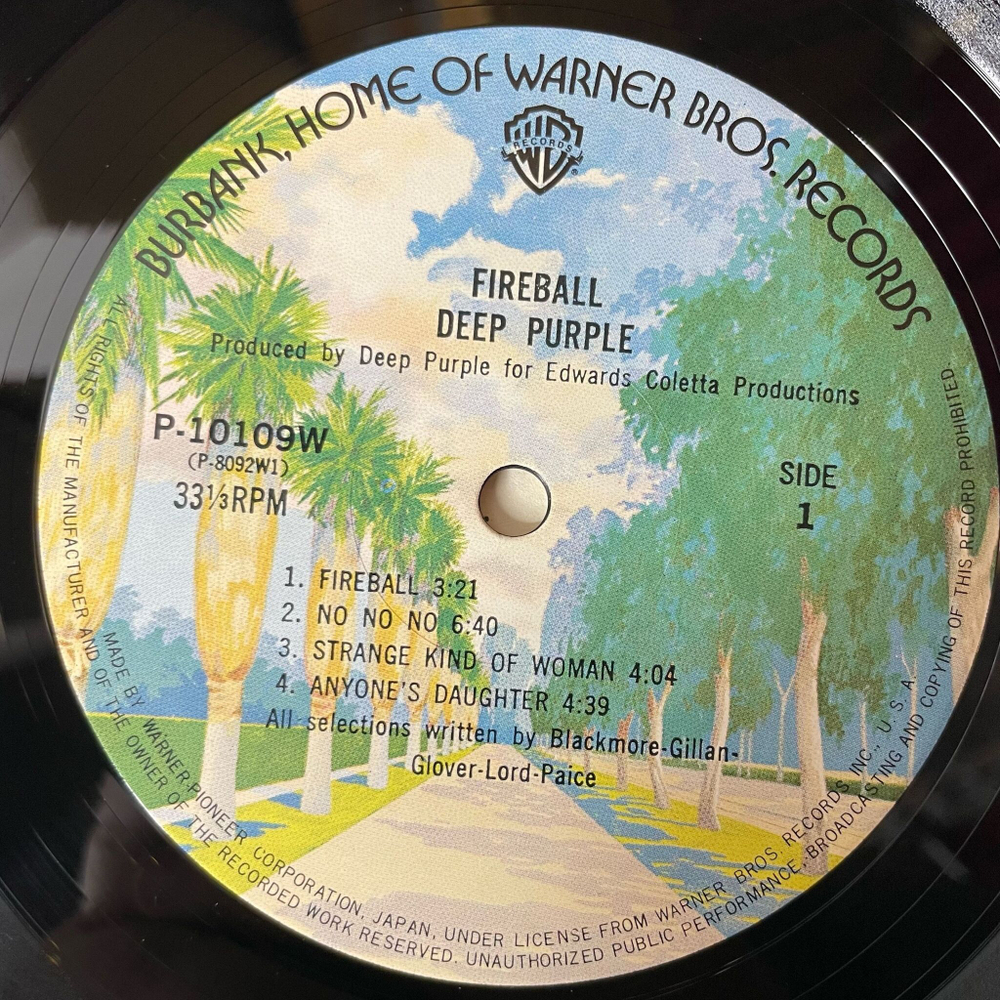 BURBANK, HOME OF WARNER BROS. RECORDS
WB
RECORDS
®
FIREBALL
DEEP PURPLE
Produced by Deep Purple for Edwards Coletta Productions
P-10109W
(P-8092W1)
33⅓RPM
SIDE
1
1. FIREBALL 3:21
2. NO NO NO 6:40
3. STRANGE KIND OF WOMAN 4:04
4. ANYONE'S DAUGHTER 4:39
All selections written by Blackmore-Gillan-
Glover-Lord-Paice
MADE BY WARNER-PIONEER CORPORATION, JAPAN, UNDER LICENSE FROM WARNER BROS. RECORDS INC., U. S. A.
ALL RIGHTS OF THE MANUFACTURER AND OF THE OWNER OF THE RECORDED WORK RESERVED. UNAUTHORIZED PUBLIC PERFORMANCE, BROADCASTING AND COPYING OF THIS RECORD PROHIBITED